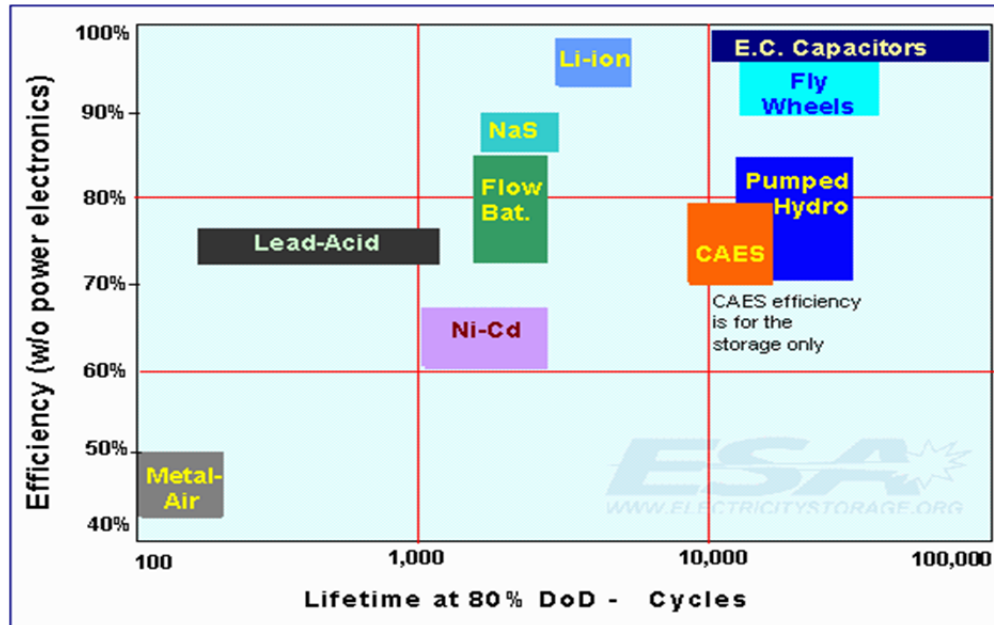 Efficiency (w/o power electronics)
100%
90%
80%
70%
60%
50%
40%
E.C. Capacitors
Li-ion
Fly
Wheels
NaS
Flow
Bat.
Pumped
Hydro
Lead-Acid
CAES
CAES efficiency
is for the
storage only
Ni-Cd
Metal-
Air
ESA
WWW.ELECTRICITYSTORAGE.ORG
100
1,000
10,000
100,000
Lifetime at 80% DoD - Cycles